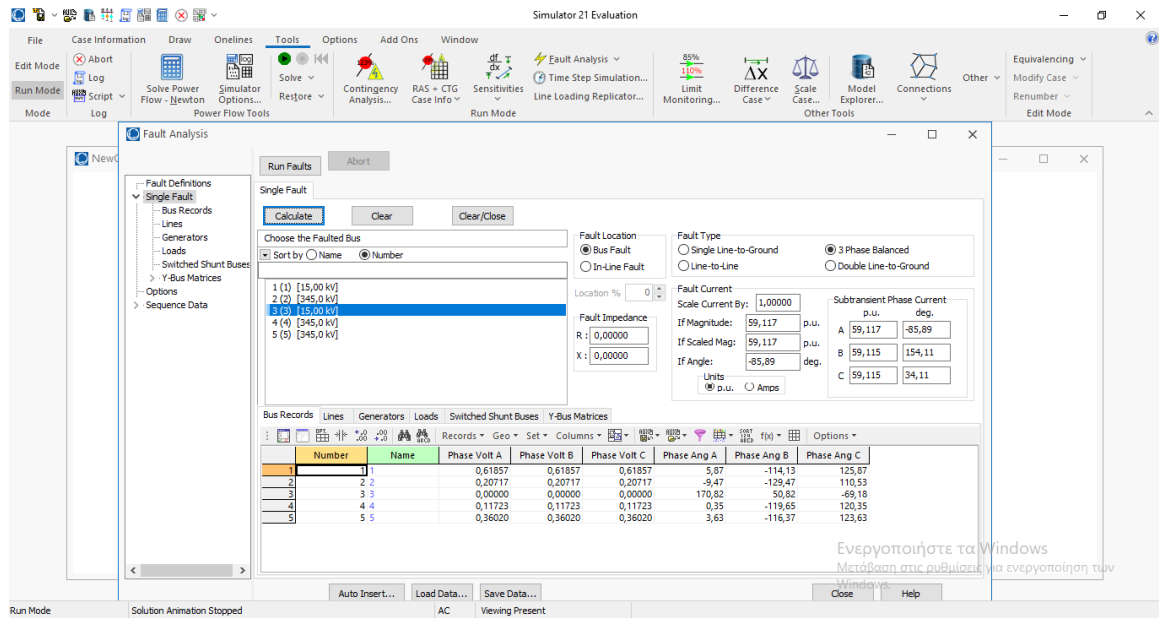 Simulator 21 Evaluation
File Case Information Draw Onelines Tools Options Add Ons Window
Edit Mode
Run Mode
Mode
Abort
Log
Script
Log
Solve Power Flow - Newton
Simulator Options...
Solve
Restore
Power Flow Tools
Contingency Analysis...
RAS + CTG Case Info
Sensitivities
Fault Analysis
Time Step Simulation...
Line Loading Replicator...
Run Mode
85%
110%
Limit Monitoring...
ΔX
Difference Case
Scale Case...
Model Explorer...
Connections
Other
Other Tools
Equivalencing
Modify Case
Renumber
Edit Mode
Fault Analysis
Run Faults Abort
Fault Definitions
Single Fault
Bus Records
Lines
Generators
Loads
Switched Shunt Buses
Y-Bus Matrices
Options
Sequence Data
Single Fault
Calculate Clear Clear/Close
Choose the Faulted Bus
Sort by Name Number
1 (1) [15,00 kV]
2 (2) [345,0 kV]
3 (3) [15,00 kV]
4 (4) [345,0 kV]
5 (5) [345,0 kV]
Fault Location
Bus Fault
In-Line Fault
Location % 0
Fault Impedance
R : 0,00000
X : 0,00000
Fault Type
Single Line-to-Ground 3 Phase Balanced
Line-to-Line Double Line-to-Ground
Fault Current
Scale Current By: 1,00000
If Magnitude: 59,117 p.u.
If Scaled Mag: 59,117 p.u.
If Angle: -85,89 deg.
Units
p.u. Amps
Subtransient Phase Current
p.u. deg.
A 59,117 -85,89
B 59,115 154,11
C 59,115 34,11
Bus Records Lines Generators Loads Switched Shunt Buses Y-Bus Matrices
Records Geo Set Columns f(x) Options
Number Name Phase Volt A Phase Volt B Phase Volt C Phase Ang A Phase Ang B Phase Ang C
1 1 1 0,61857 0,61857 0,61857 5,87 -114,13 125,87
2 2 2 0,20717 0,20717 0,20717 -9,47 -129,47 110,53
3 3 3 0,00000 0,00000 0,00000 170,82 50,82 -69,18
4 4 4 0,11723 0,11723 0,11723 0,35 -119,65 120,35
5 5 5 0,36020 0,36020 0,36020 3,63 -116,37 123,63
Ενεργοποιήστε τα Windows
Μετάβαση στις ρυθμίσεις για ενεργοποίηση των
Windows.
Auto Insert... Load Data... Save Data... Close Help
Run Mode Solution Animation Stopped AC Viewing Present